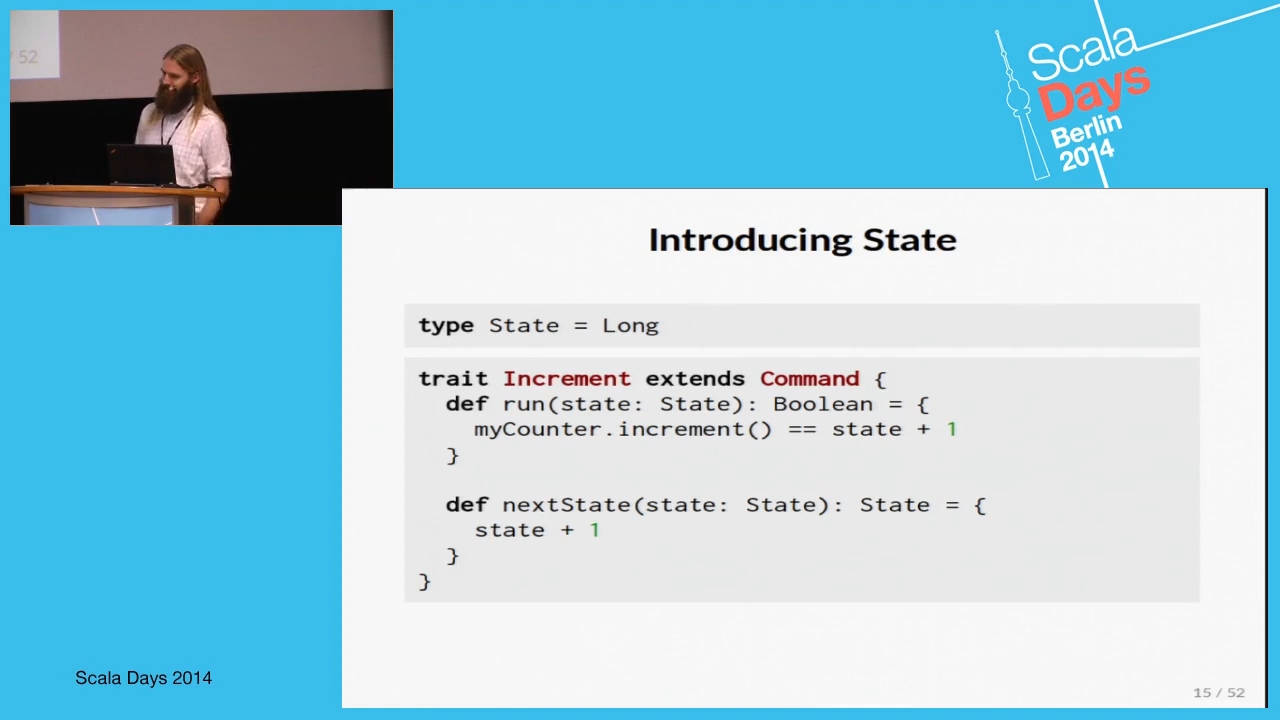 / 52
Scala
Days
Berlin
2014
Introducing State
type State = Long
trait Increment extends Command {
  def run(state: State): Boolean = {
    myCounter.increment() == state + 1
  }
  def nextState(state: State): State = {
    state + 1
  }
}
Scala Days 2014
15 / 52